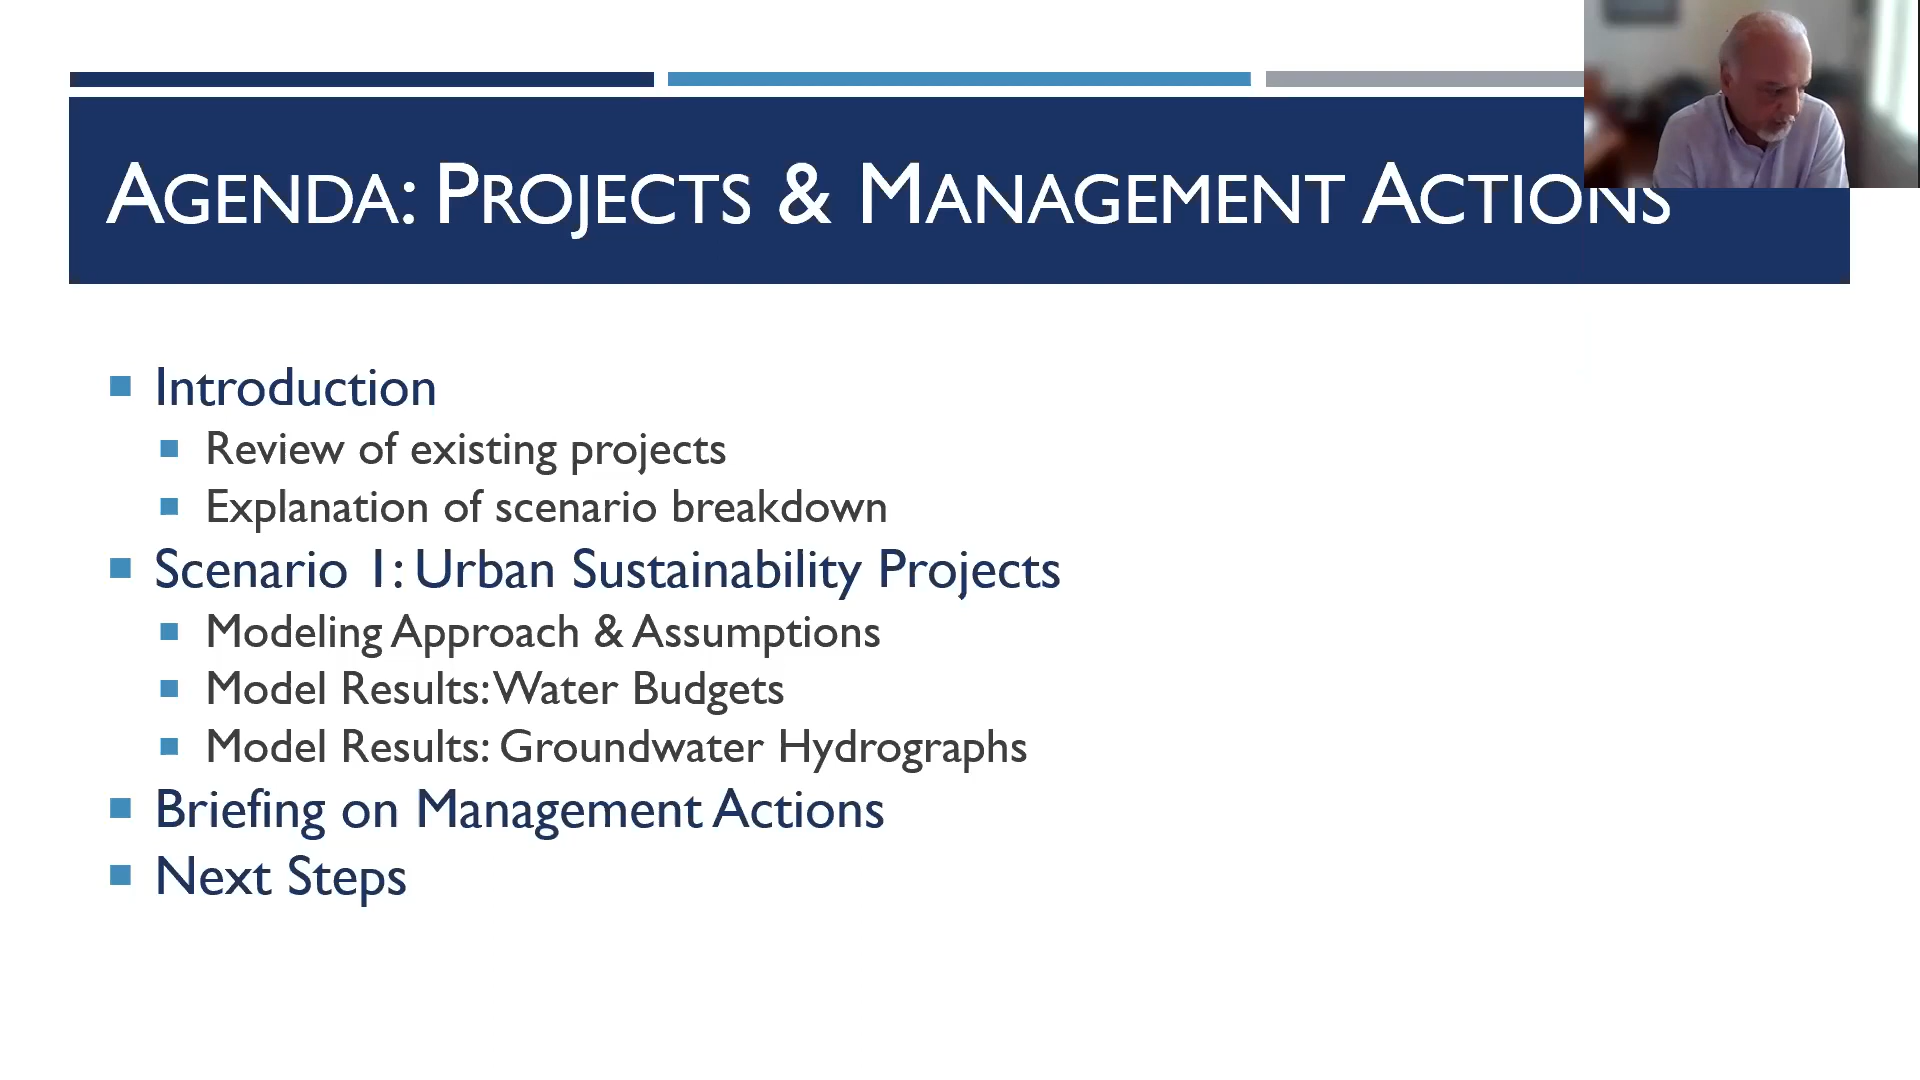 AGENDA: PROJECTS & MANAGEMENT ACTIONS
Introduction
Review of existing projects
Explanation of scenario breakdown
Scenario 1: Urban Sustainability Projects
Modeling Approach & Assumptions
Model Results: Water Budgets
Model Results: Groundwater Hydrographs
Briefing on Management Actions
Next Steps